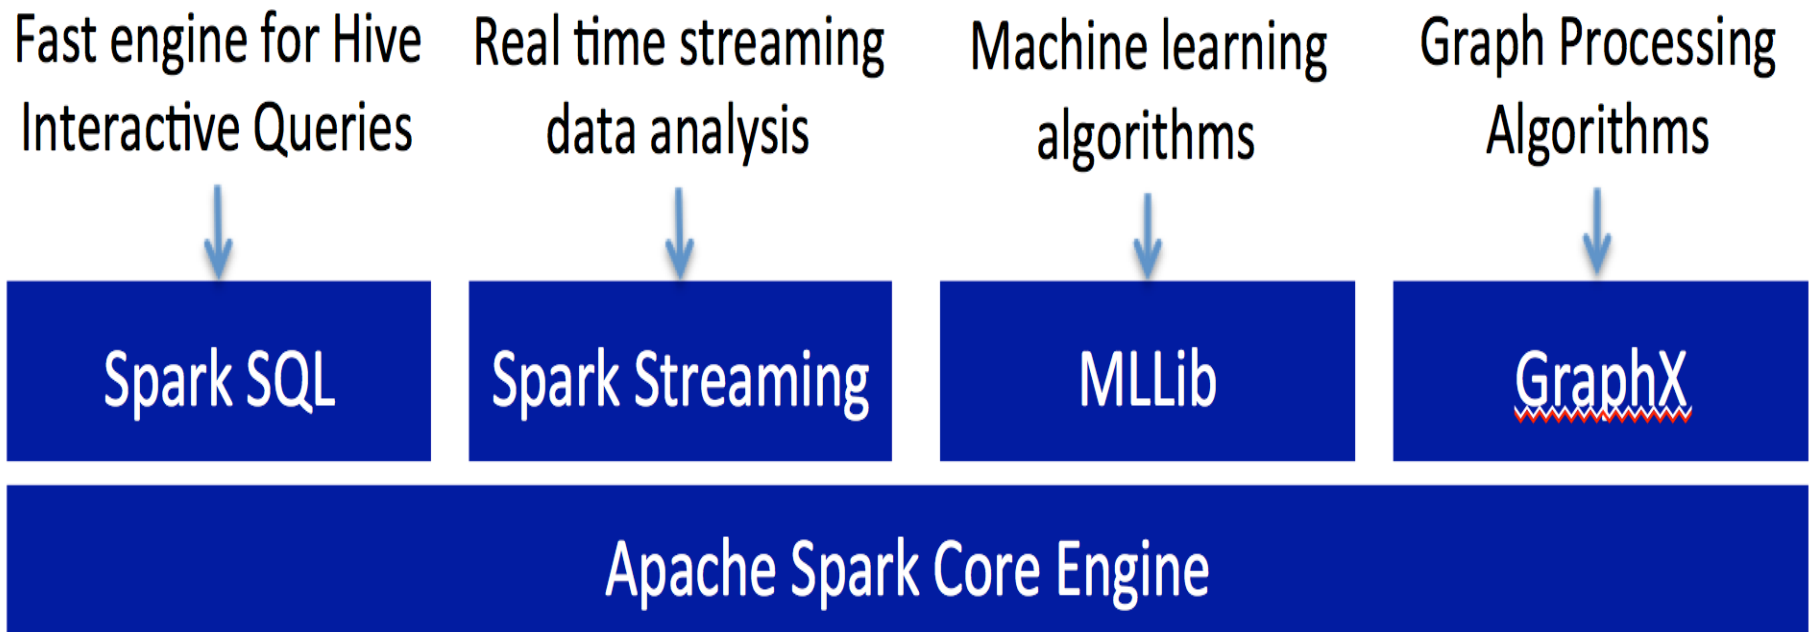 Fast engine for Hive
Interactive Queries
Real time streaming
data analysis
Machine learning
algorithms
Graph Processing
Algorithms
Spark SQL
Spark Streaming
MLLib
GraphX
Apache Spark Core Engine